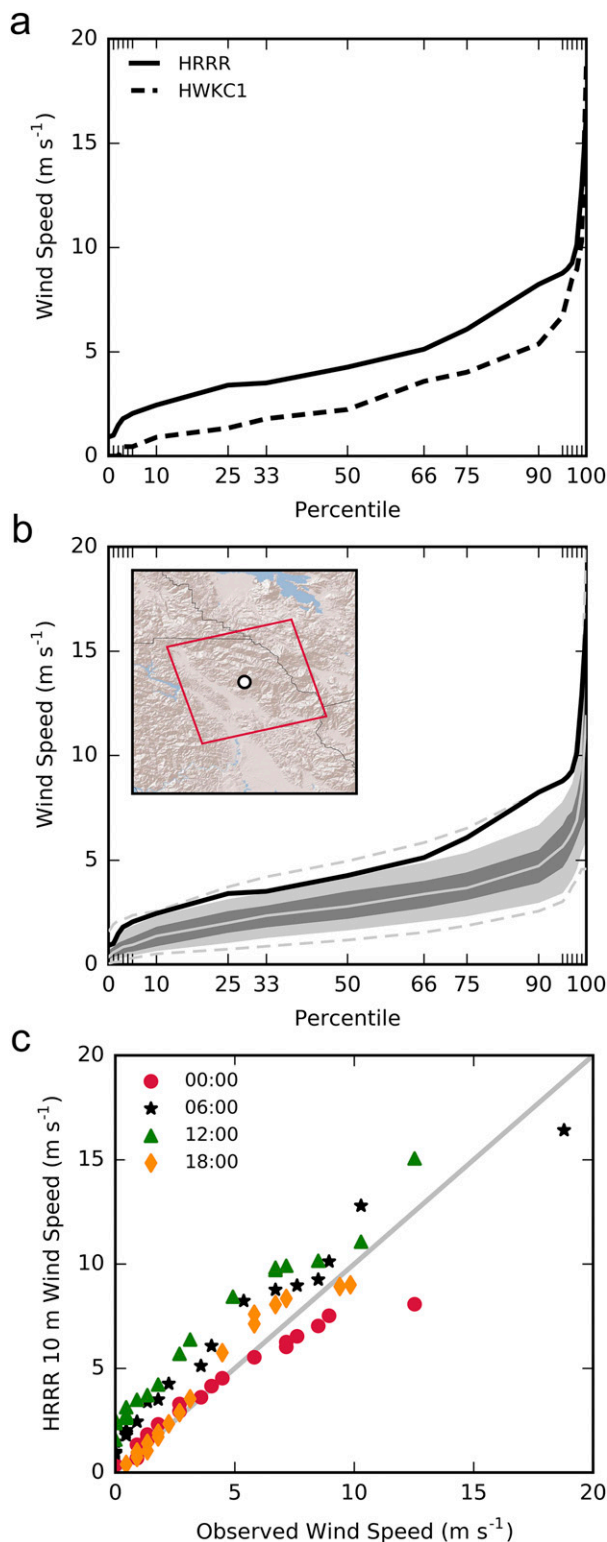 a
20
15
10
5
0
Wind Speed (m s⁻¹)
HRRR
HWKC1
0 10 25 33 50 66 75 90 100
Percentile
b
20
15
10
5
0
Wind Speed (m s⁻¹)
0 10 25 33 50 66 75 90 100
Percentile
c
20
15
10
5
0
HRRR 10 m Wind Speed (m s⁻¹)
00:00
06:00
12:00
18:00
0 5 10 15 20
Observed Wind Speed (m s⁻¹)